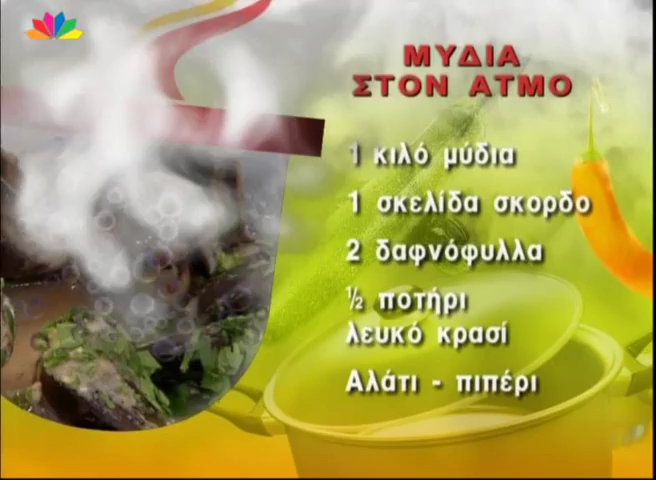 ΜΥΔΙΑ
ΣΤΟΝ ΑΤΜΟ
1 κιλό μύδια
1 σκελίδα σκορδο
2 δαφνόφυλλα
½ ποτήρι
λευκό κρασί
Αλάτι - πιπέρι